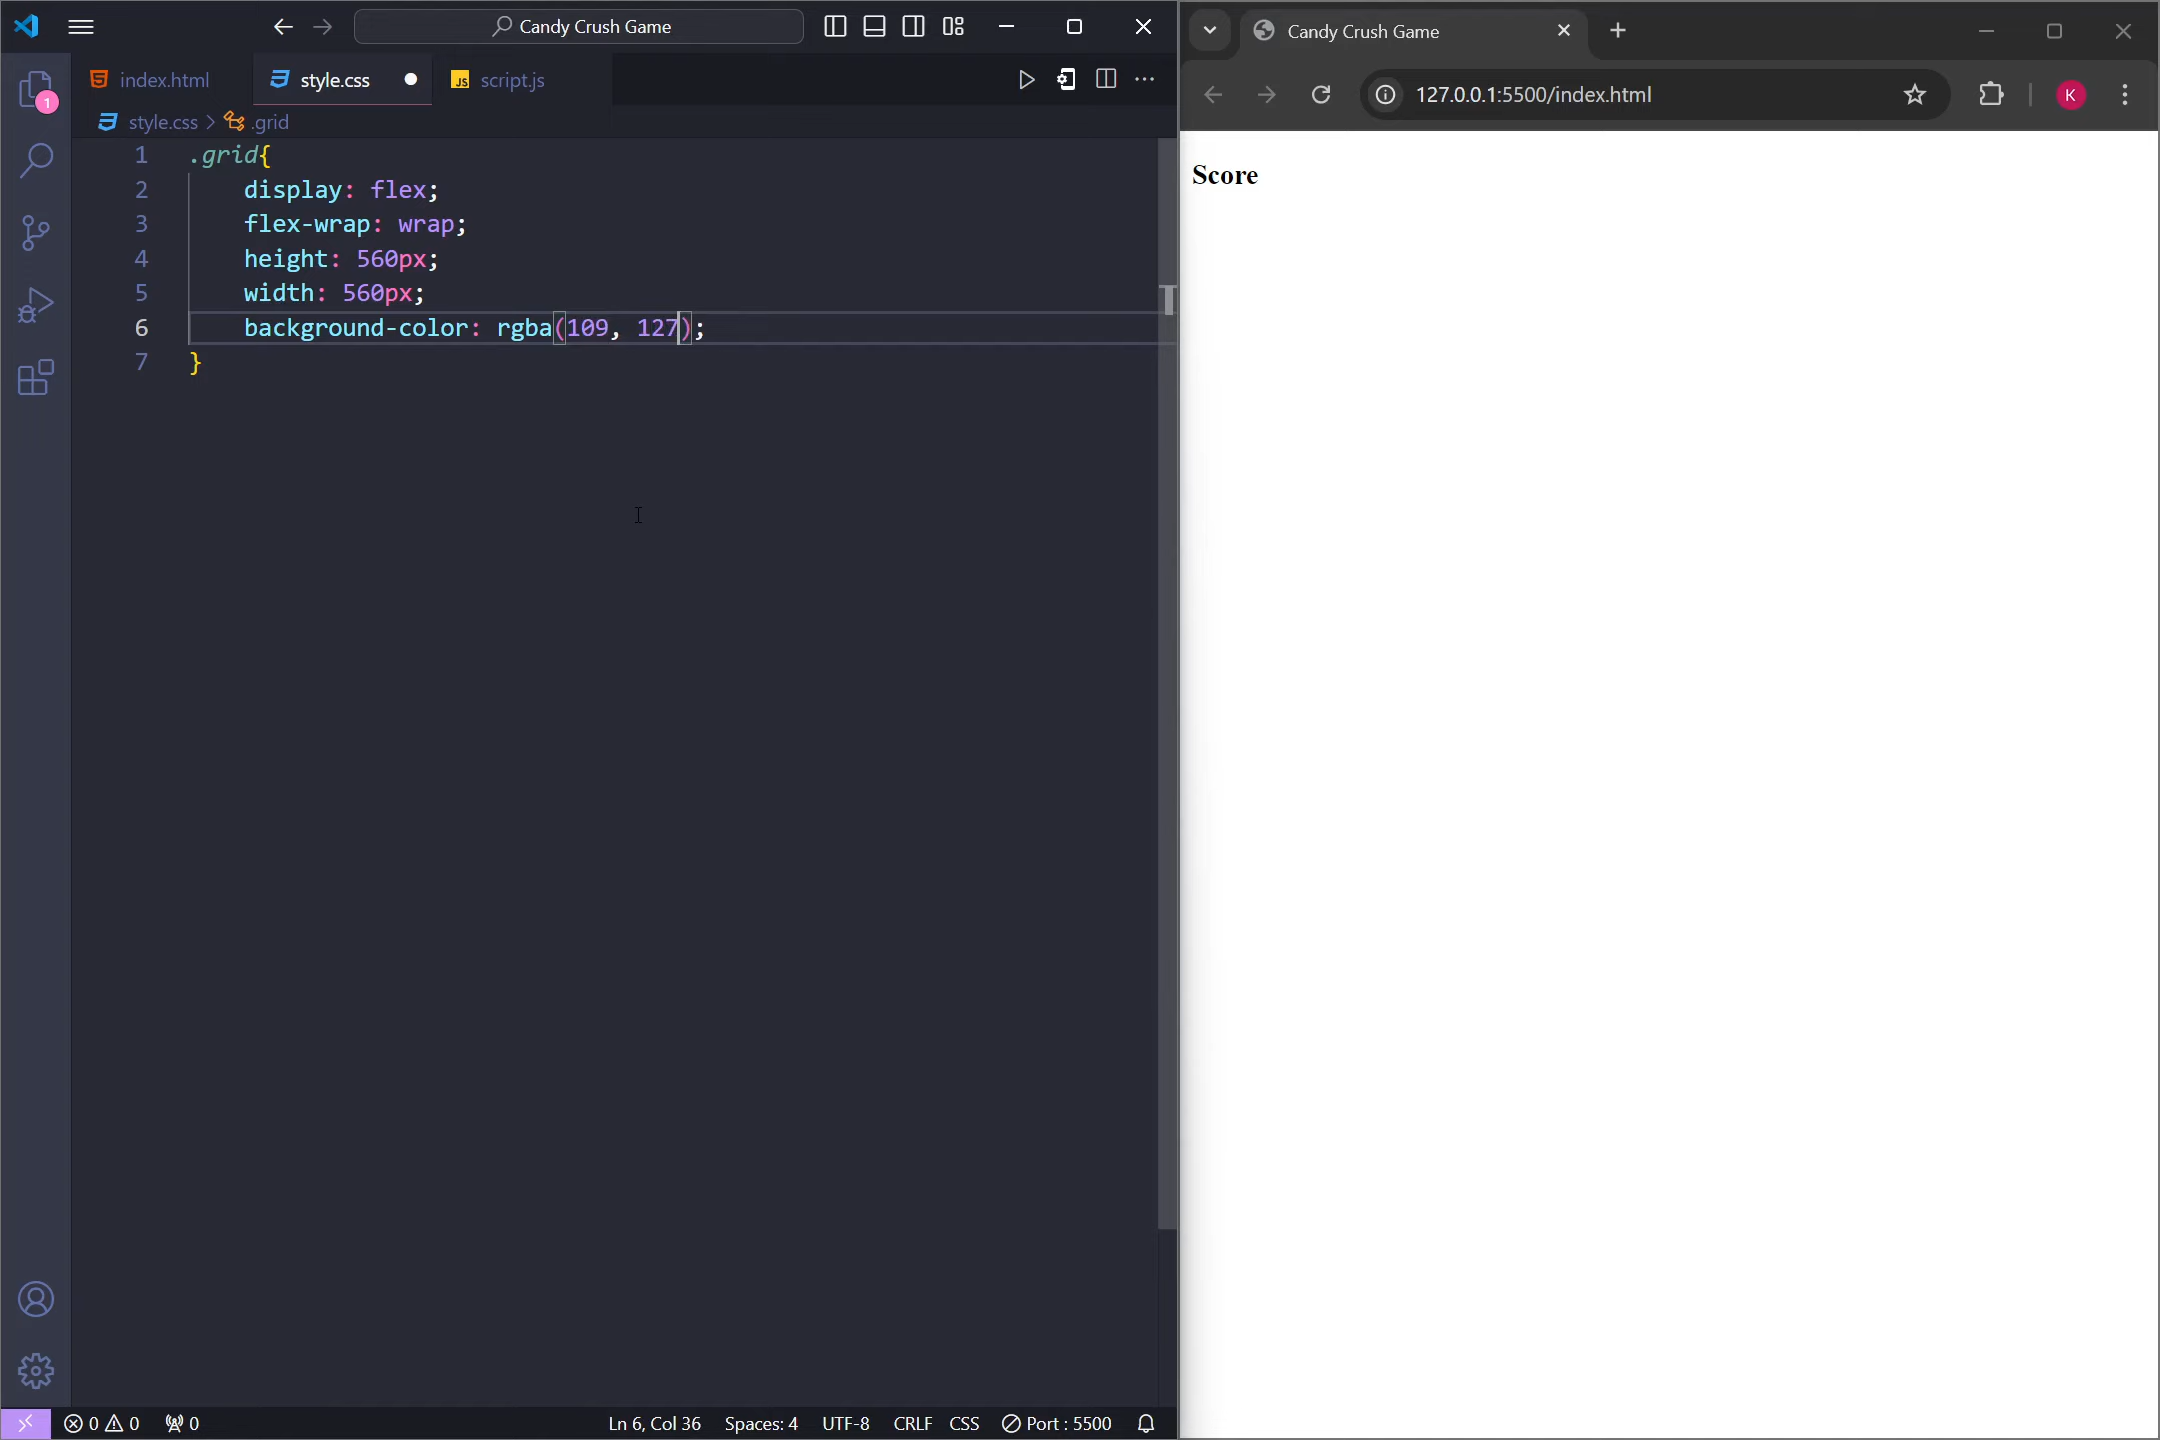 Candy Crush Game
index.html
style.css
JS script.js
1
style.css > .grid
1 .grid{
2 display: flex;
3 flex-wrap: wrap;
4 height: 560px;
5 width: 560px;
6 background-color: rgba(109, 127);
7 }
0 0 0
Ln 6, Col 36 Spaces: 4 UTF-8 CRLF CSS Port : 5500
Candy Crush Game
127.0.0.1:5500/index.html
K
Score